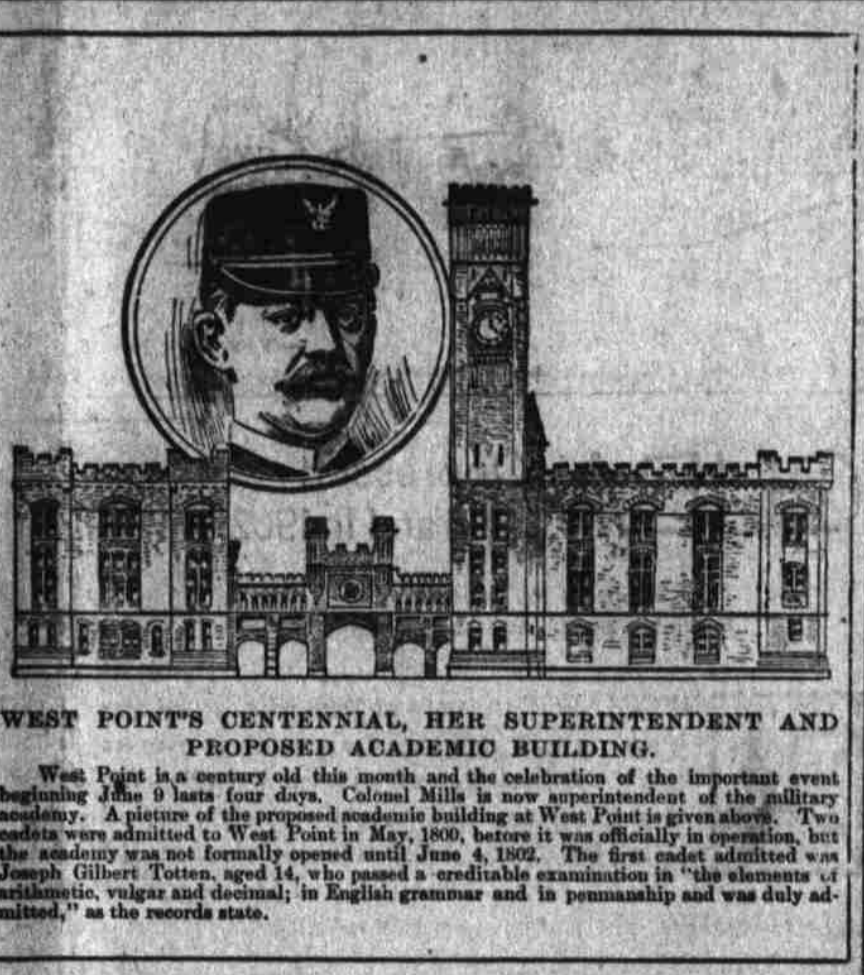 WEST POINT'S CENTENNIAL, HER SUPERINTENDENT AND
PROPOSED ACADEMIC BUILDING.
West Point is a century old this month and the celebration of the important event
beginning June 9 lasts four days. Colonel Mills is now superintendent of the military
academy. A picture of the proposed academic building at West Point is given above. Two
cadets were admitted to West Point in May, 1800, before it was officially in operation, but
the academy was not formally opened until June 4, 1802. The first cadet admitted was
Joseph Gilbert Totten, aged 14, who passed a creditable examination in "the elements of
arithmetic, vulgar and decimal; in English grammar and in penmanship and was duly ad-
mitted," as the records state.